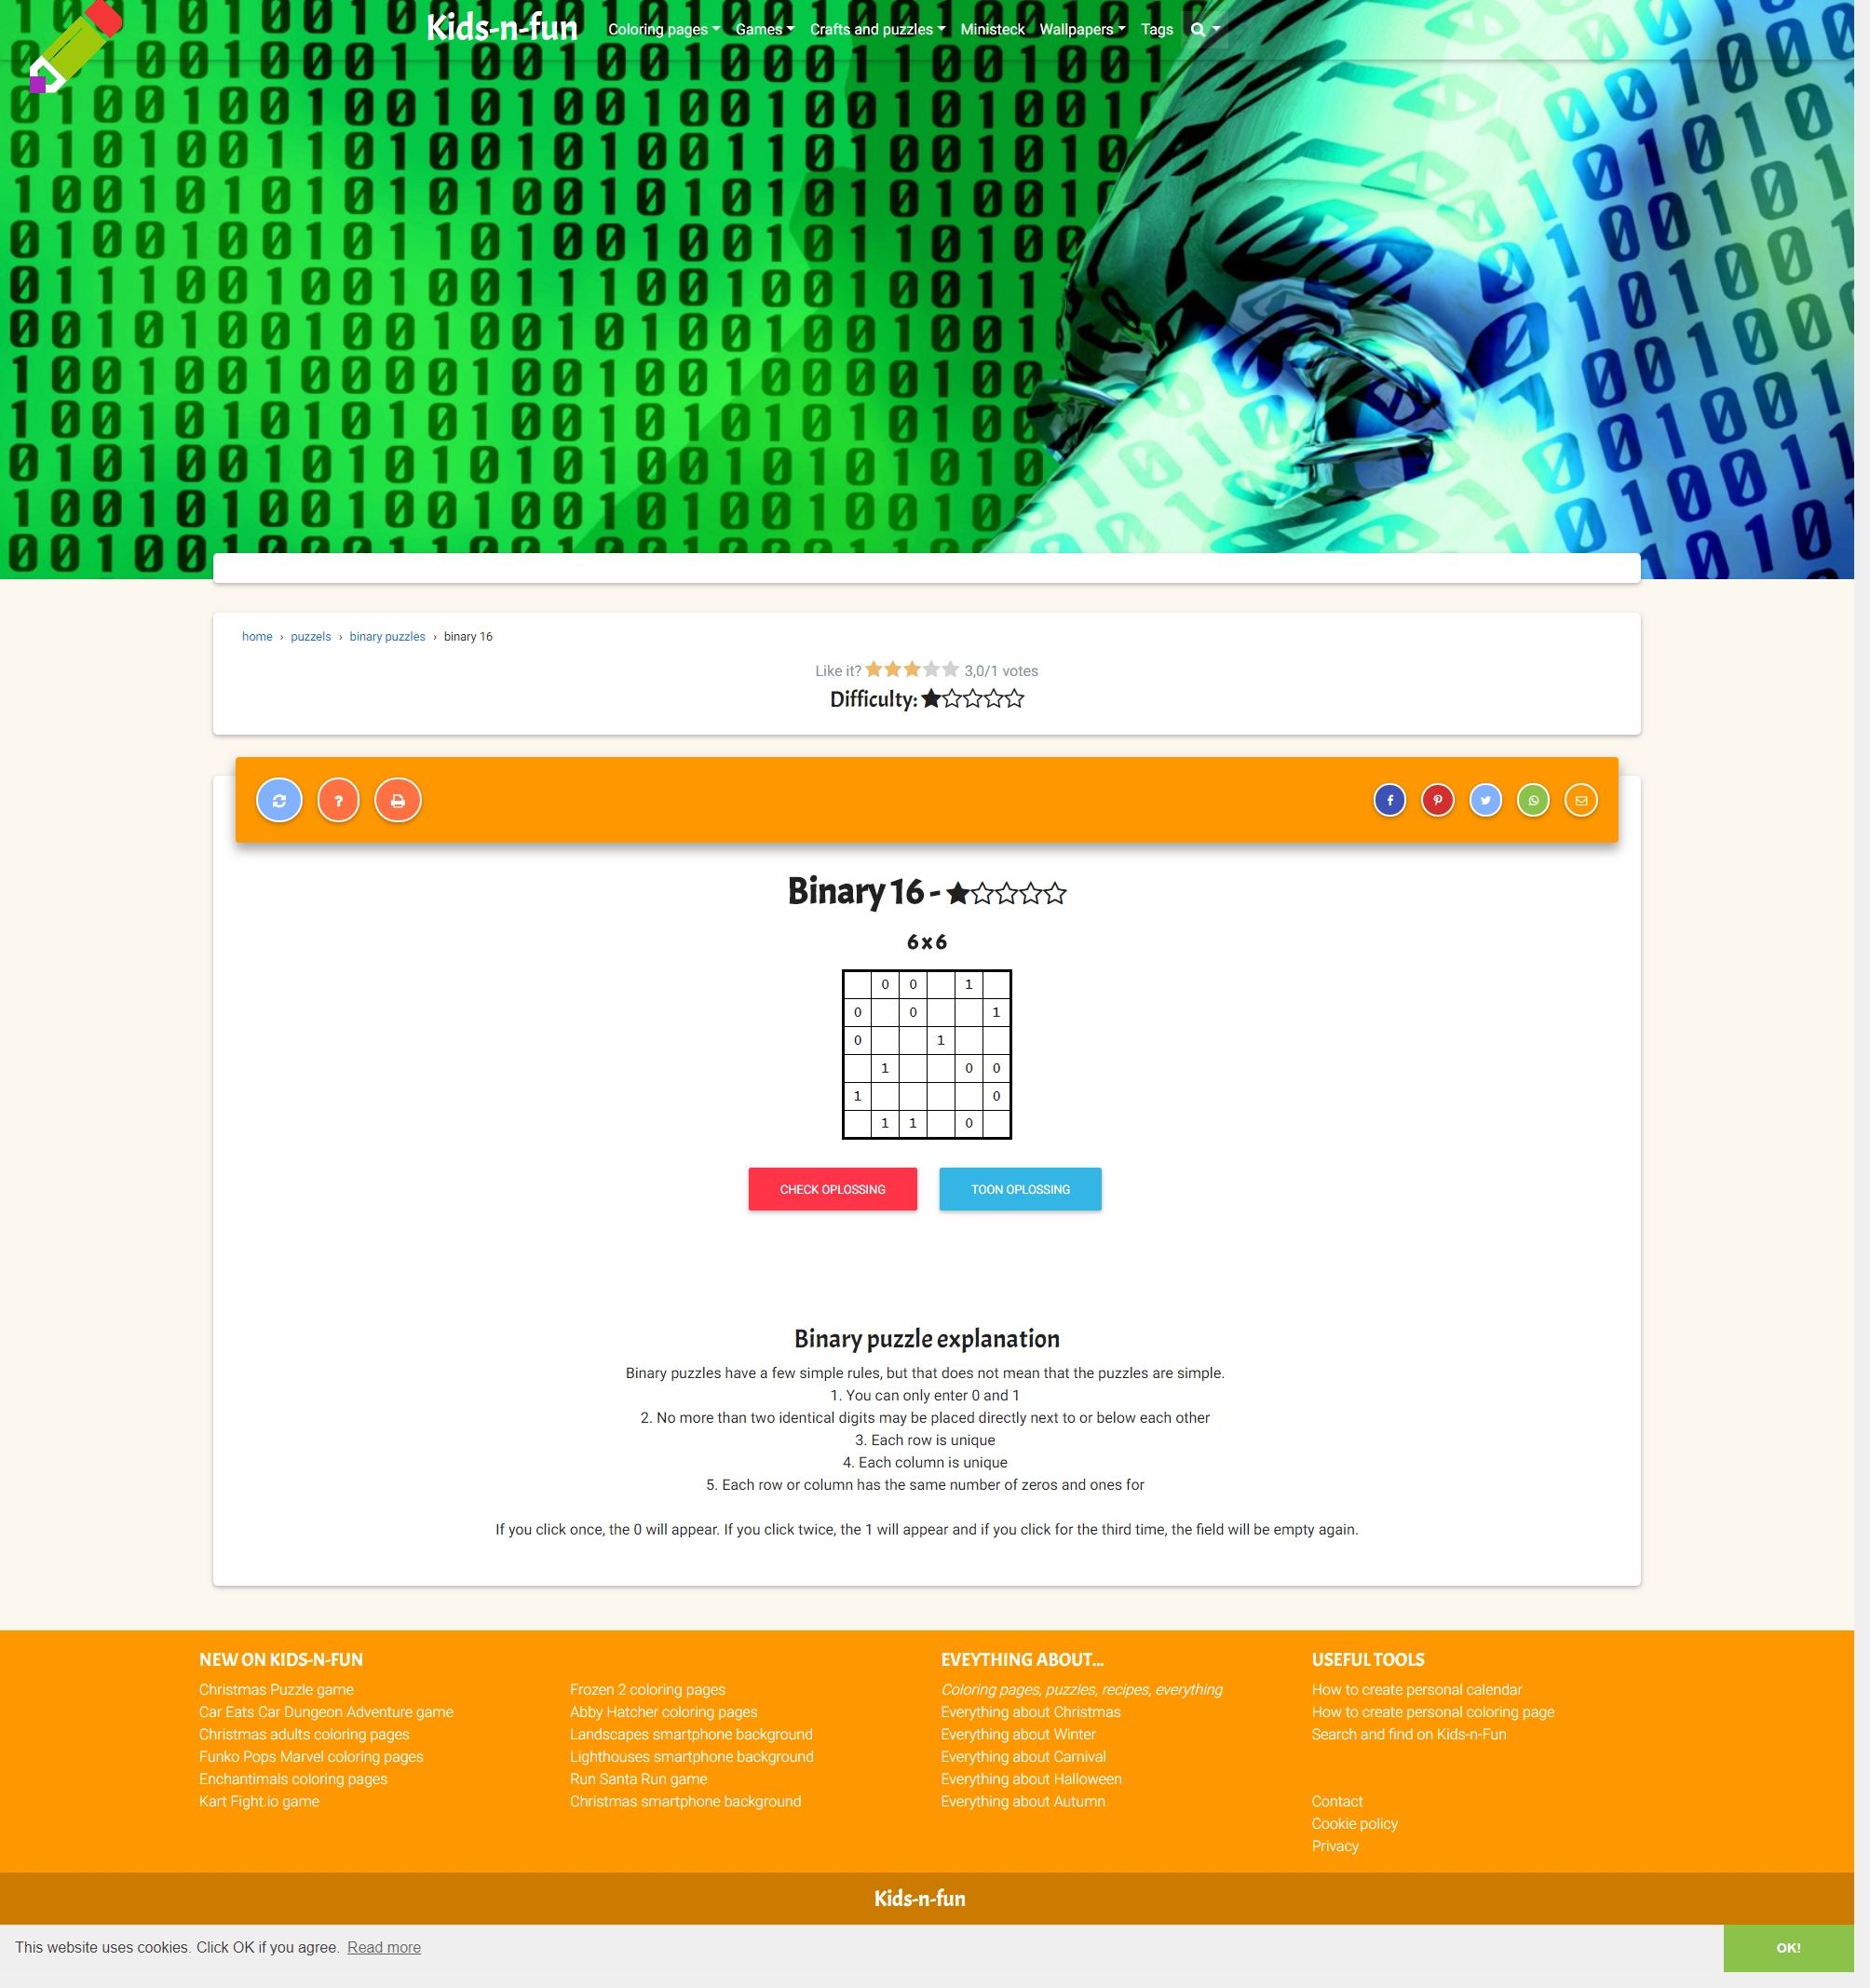 Kids-n-fun Coloring pages Games Crafts and puzzles Ministeck Wallpapers Tags
home › puzzels › binary puzzles › binary 16
Like it? 3,0/1 votes
Difficulty:
Binary 16 -
6 x 6
0 0 1
0 0 1
0 1
1 0 0
1 0
1 1 0
CHECK OPLOSSING TOON OPLOSSING
Binary puzzle explanation
Binary puzzles have a few simple rules, but that does not mean that the puzzles are simple.
1. You can only enter 0 and 1
2. No more than two identical digits may be placed directly next to or below each other
3. Each row is unique
4. Each column is unique
5. Each row or column has the same number of zeros and ones for
If you click once, the 0 will appear. If you click twice, the 1 will appear and if you click for the third time, the field will be empty again.
NEW ON KIDS-N-FUN
Christmas Puzzle game
Car Eats Car Dungeon Adventure game
Christmas adults coloring pages
Funko Pops Marvel coloring pages
Enchantimals coloring pages
Kart Fight.io game
Frozen 2 coloring pages
Abby Hatcher coloring pages
Landscapes smartphone background
Lighthouses smartphone background
Run Santa Run game
Christmas smartphone background
EVEYTHING ABOUT...
Coloring pages, puzzles, recipes, everything
Everything about Christmas
Everything about Winter
Everything about Carnival
Everything about Halloween
Everything about Autumn
USEFUL TOOLS
How to create personal calendar
How to create personal coloring page
Search and find on Kids-n-Fun
Contact
Cookie policy
Privacy
Kids-n-fun
This website uses cookies. Click OK if you agree. Read more
OK!